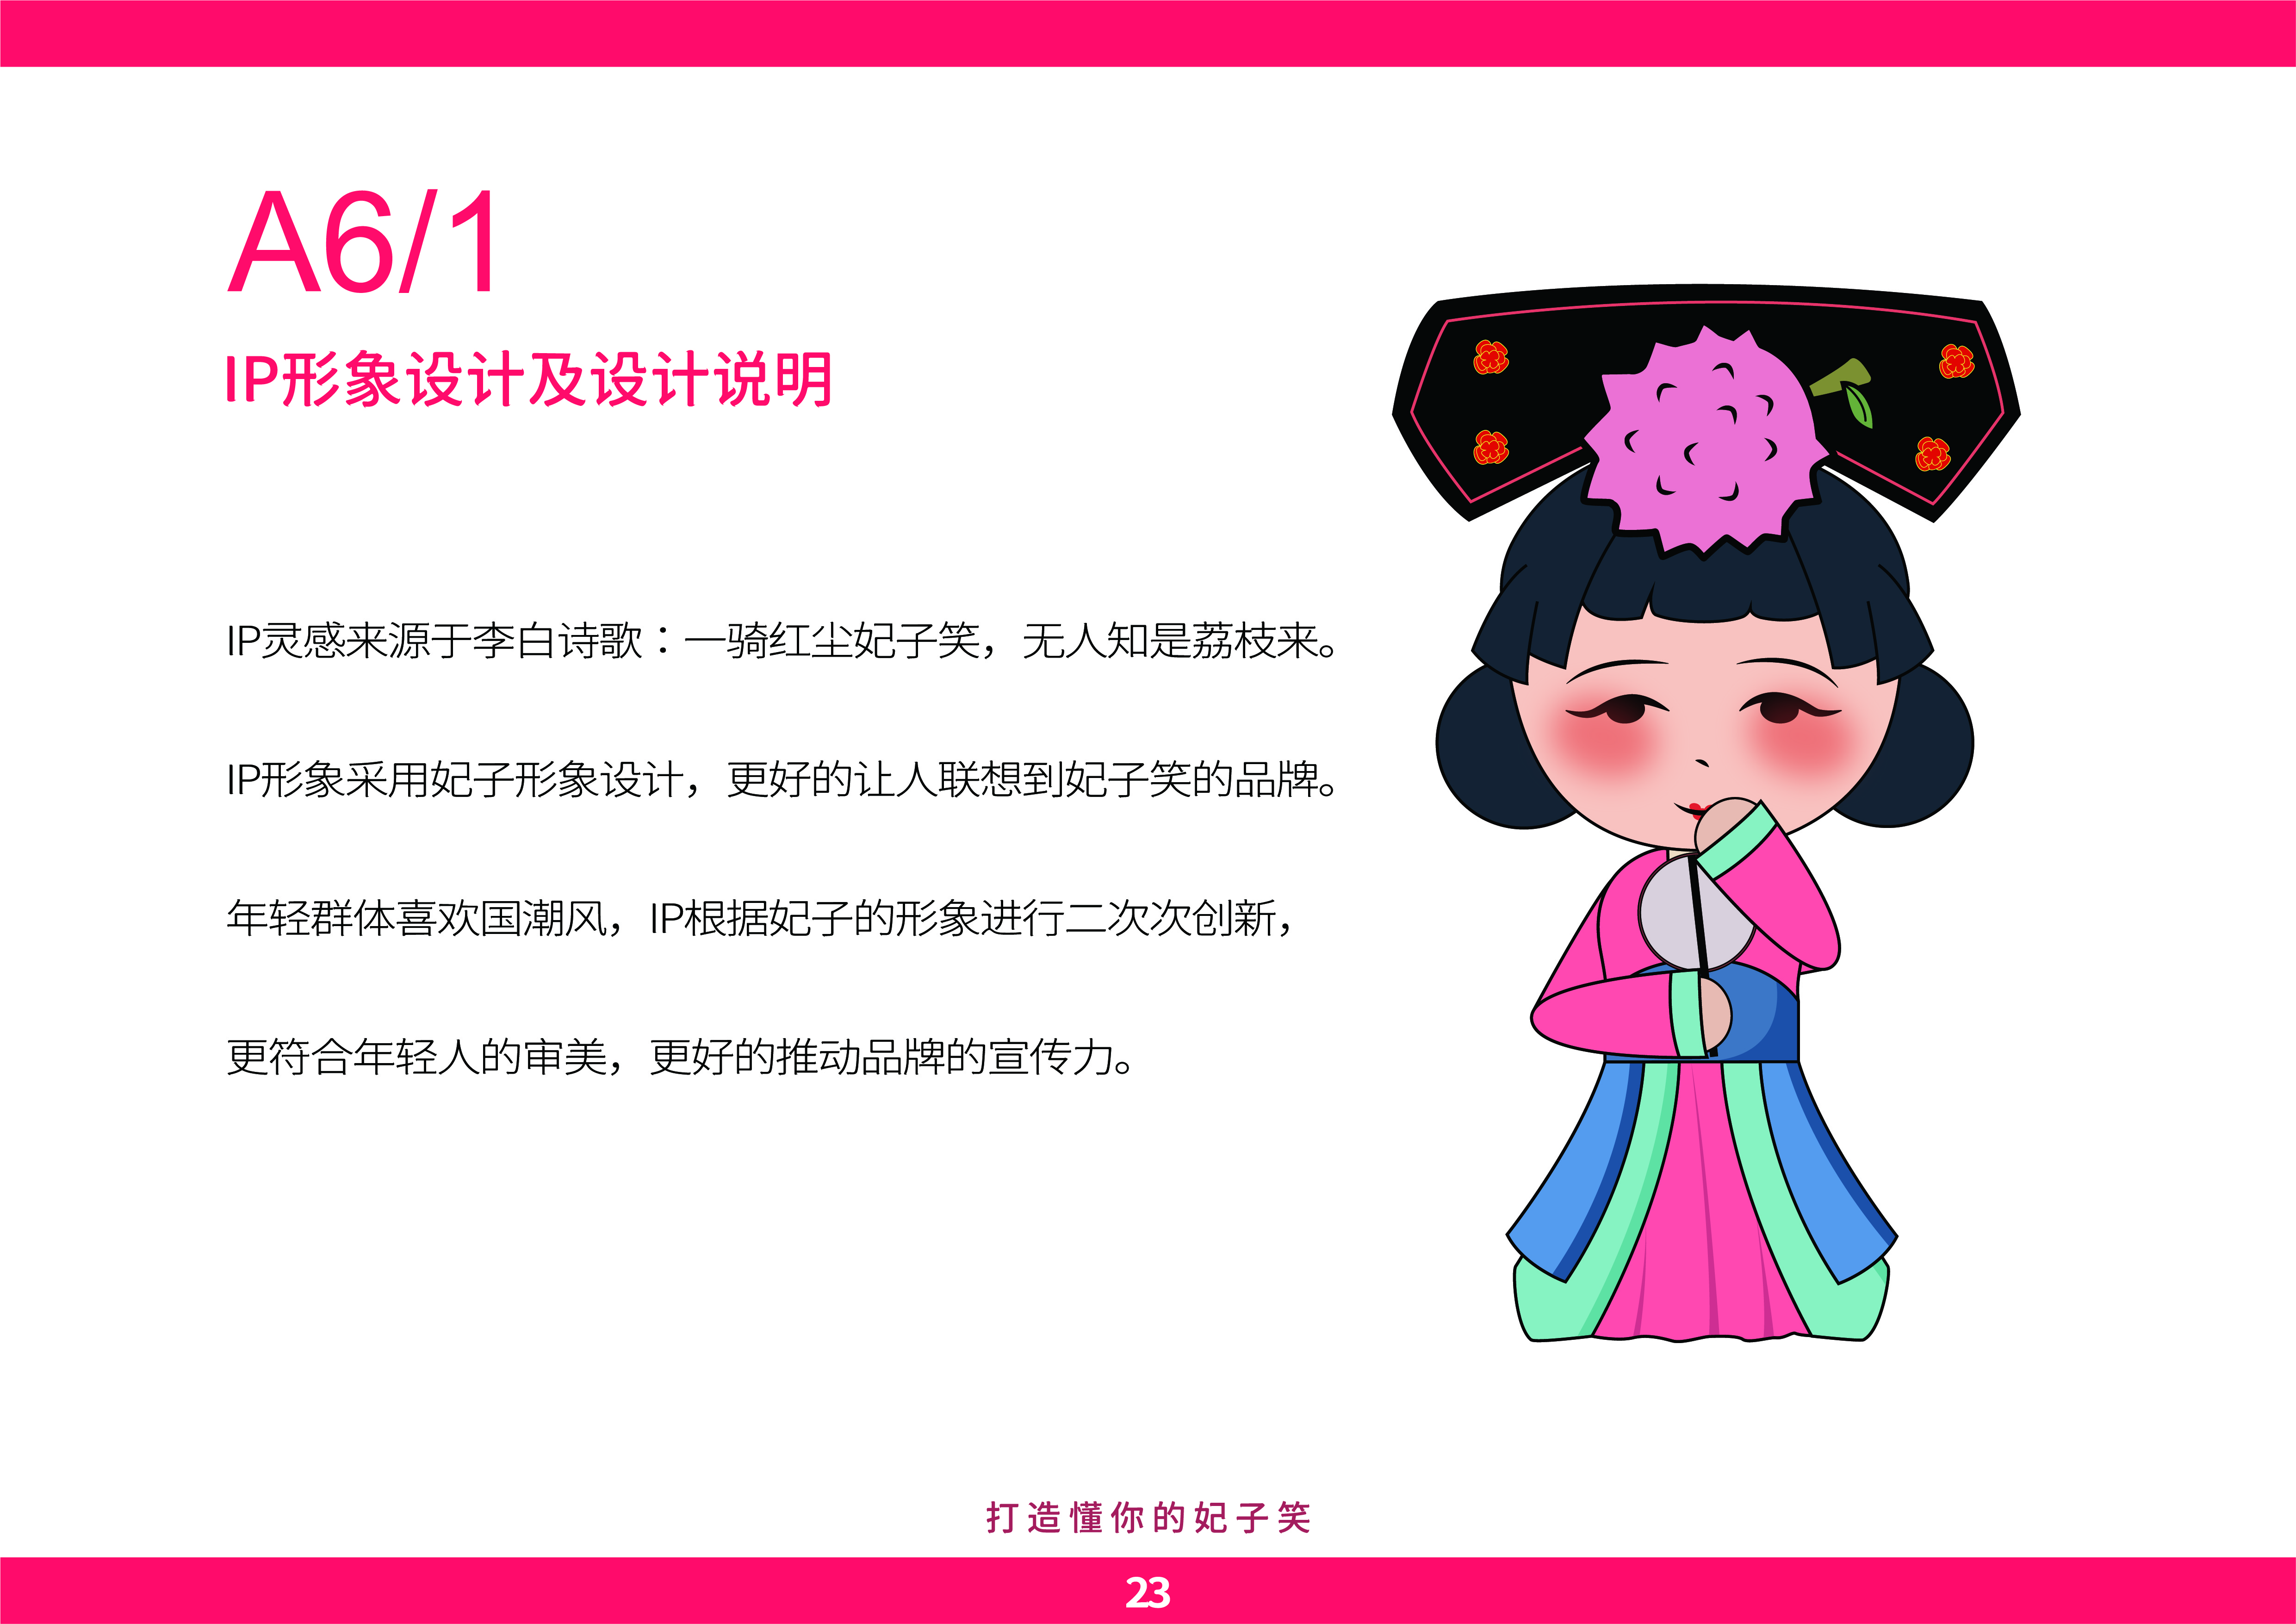 A6/1
IP形象设计及设计说明
IP灵感来源于李白诗歌：一骑红尘妃子笑，无人知是荔枝来。
IP形象采用妃子形象设计，更好的让人联想到妃子笑的品牌。
年轻群体喜欢国潮风，IP根据妃子的形象进行二次次创新，
更符合年轻人的审美，更好的推动品牌的宣传力。
打造懂你的妃子笑
23